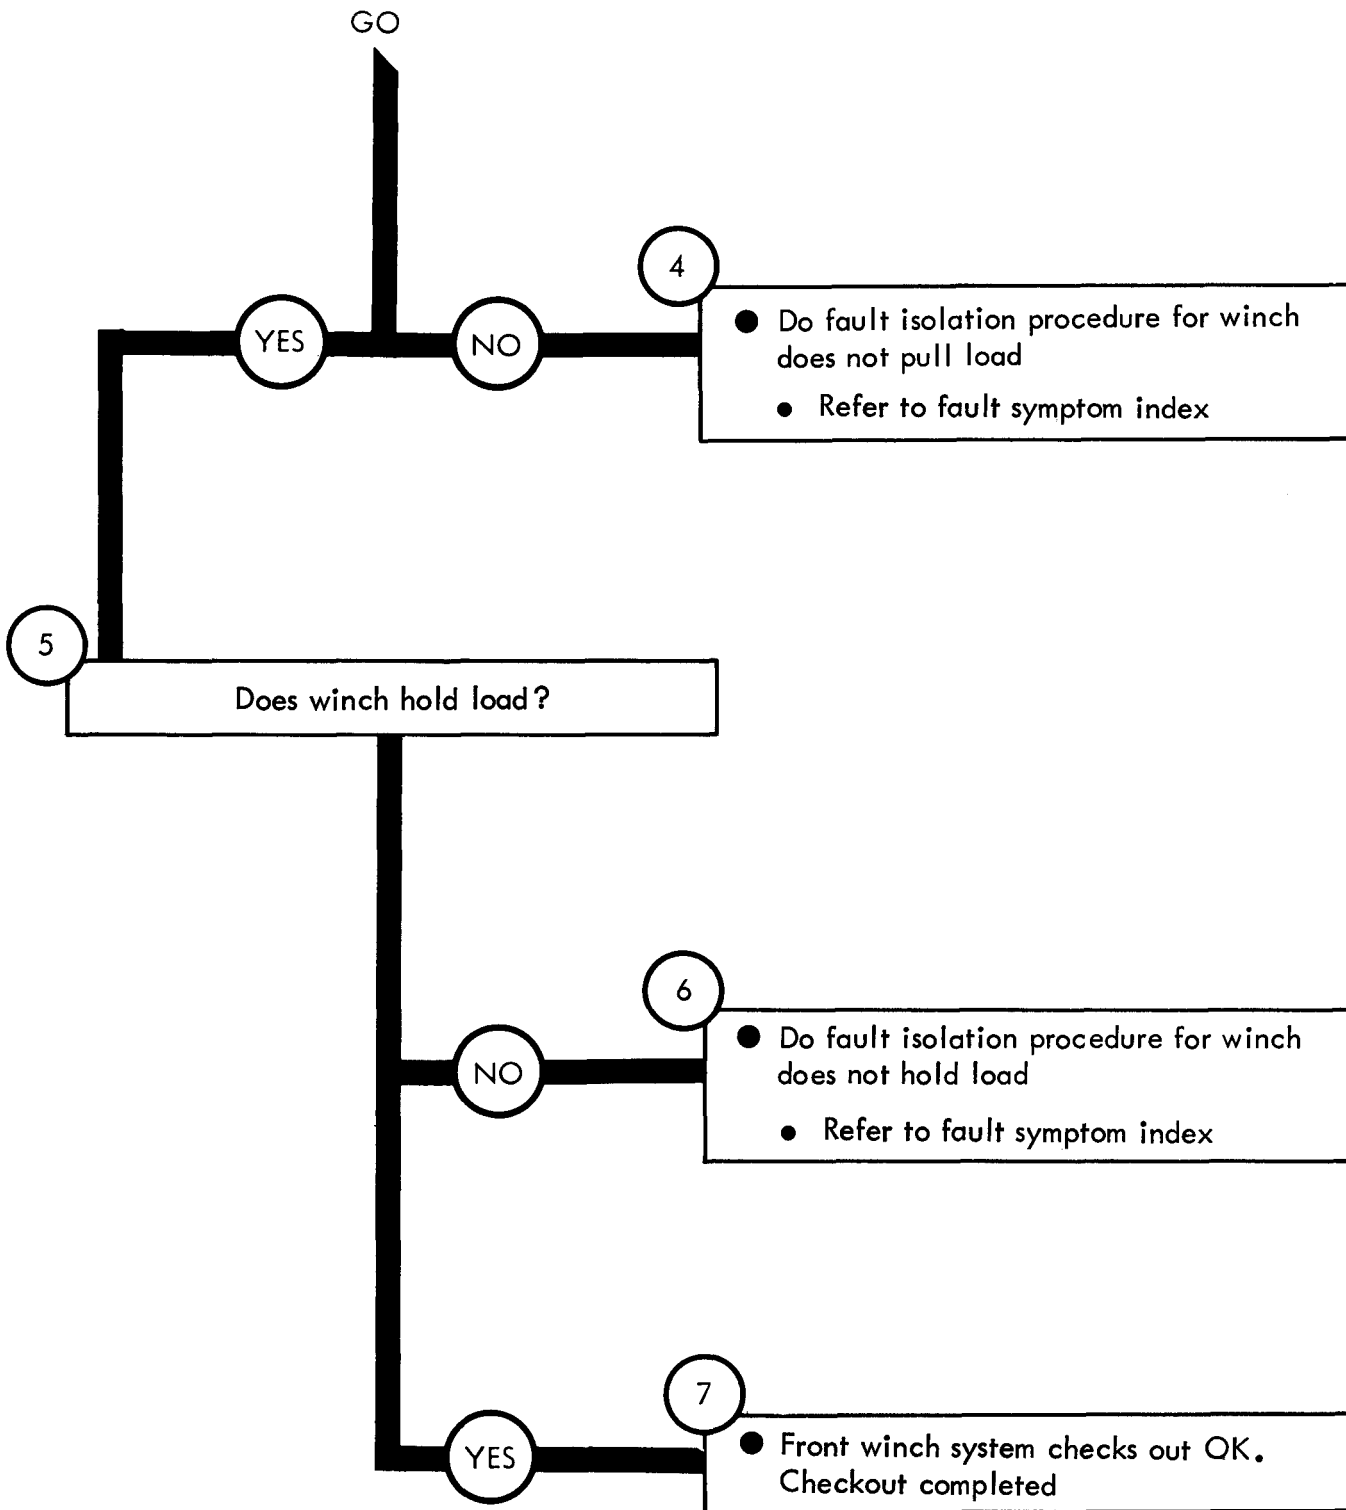 GO
YES
NO
4
● Do fault isolation procedure for winch
does not pull load
● Refer to fault symptom index
5
Does winch hold load?
NO
6
● Do fault isolation procedure for winch
does not hold load
● Refer to fault symptom index
YES
7
● Front winch system checks out OK.
Checkout completed